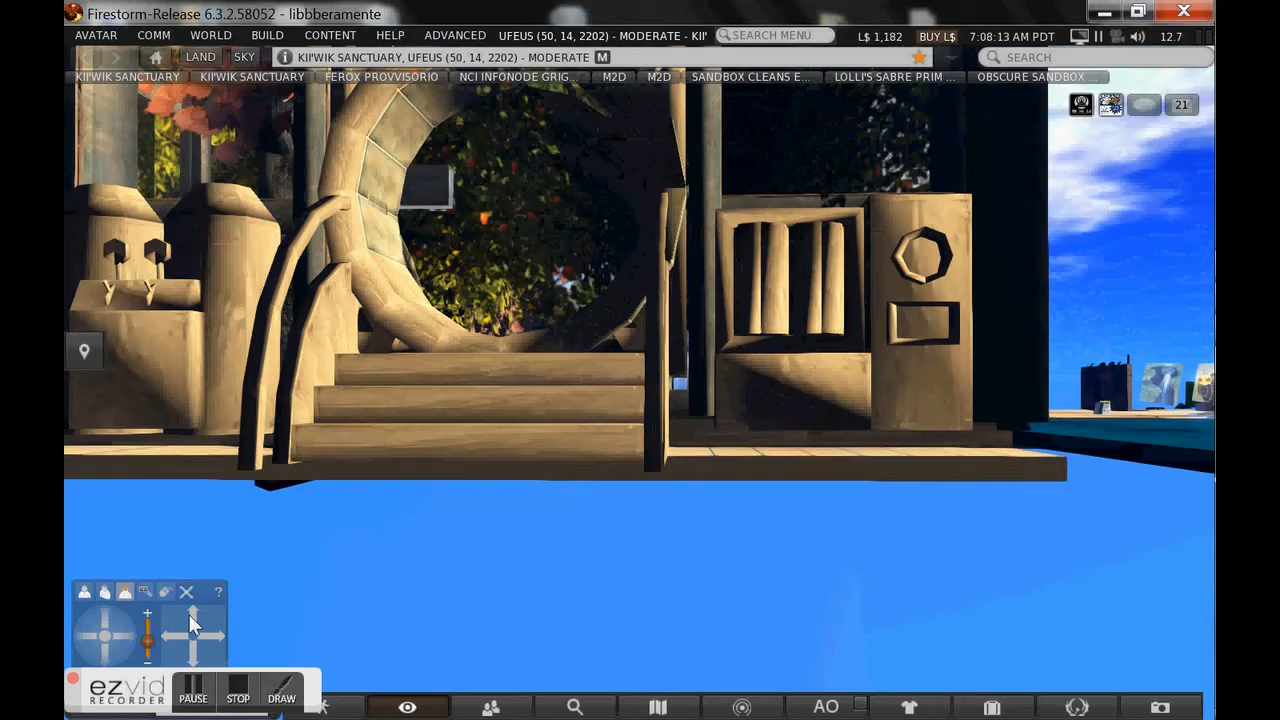 Firestorm-Release 6.3.2.58052 - libbberamente
AVATAR COMM WORLD BUILD CONTENT HELP ADVANCED UFEUS (50, 14, 2202) - MODERATE - KII' SEARCH MENU L$ 1,182 BUY L$ 7:08:13 AM PDT 12.7
LAND SKY KII'WIK SANCTUARY, UFEUS (50, 14, 2202) - MODERATE M SEARCH
KII'WIK SANCTUARY KII'WIK SANCTUARY FEROX PROVVISORIO NCI INFONODE GRIG... M2D M2D SANDBOX CLEANS E... LOLLI'S SABRE PRIM ... OBSCURE SANDBOX ...
21
?
ezvid
RECORDER
PAUSE STOP DRAW
AO